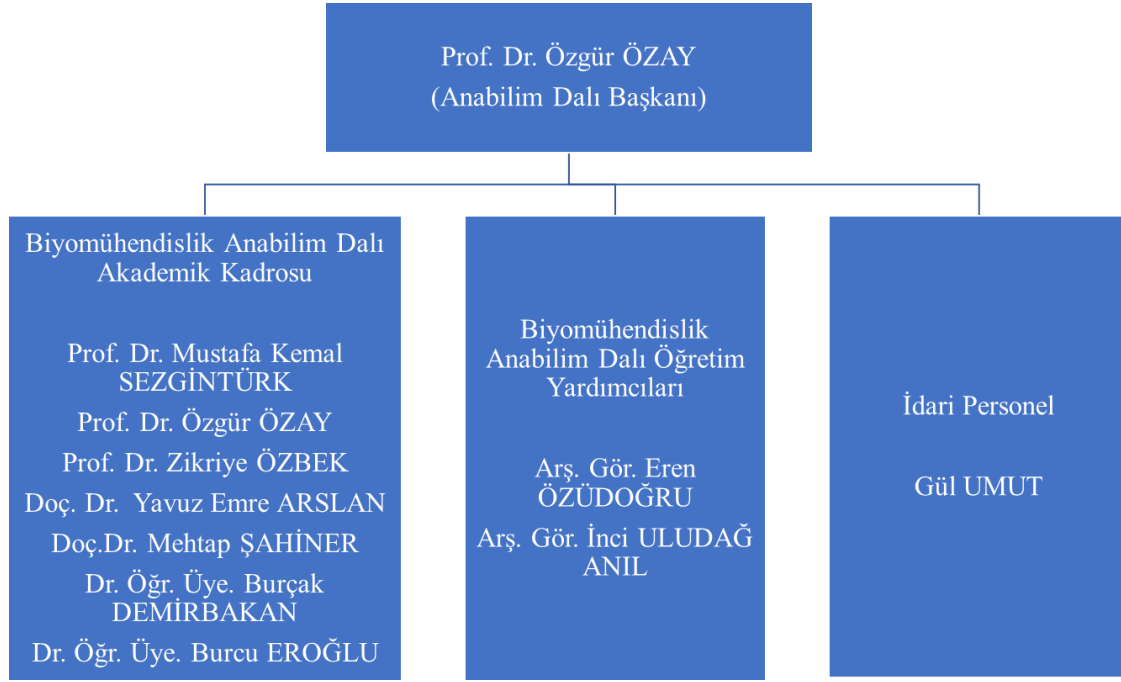 Prof. Dr. Özgür ÖZAY
(Anabilim Dalı Başkanı)
Biyomühendislik Anabilim Dalı
Akademik Kadrosu
Prof. Dr. Mustafa Kemal
SEZGİNTÜRK
Prof. Dr. Özgür ÖZAY
Prof. Dr. Zikriye ÖZBEK
Doç. Dr. Yavuz Emre ARSLAN
Doç.Dr. Mehtap ŞAHİNER
Dr. Öğr. Üye. Burçak
DEMİRBAKAN
Dr. Öğr. Üye. Burcu EROĞLU
Biyomühendislik
Anabilim Dalı Öğretim
Yardımcıları
Arş. Gör. Eren
ÖZÜDOĞRU
Arş. Gör. İnci ULUDAĞ
ANIL
İdari Personel
Gül UMUT